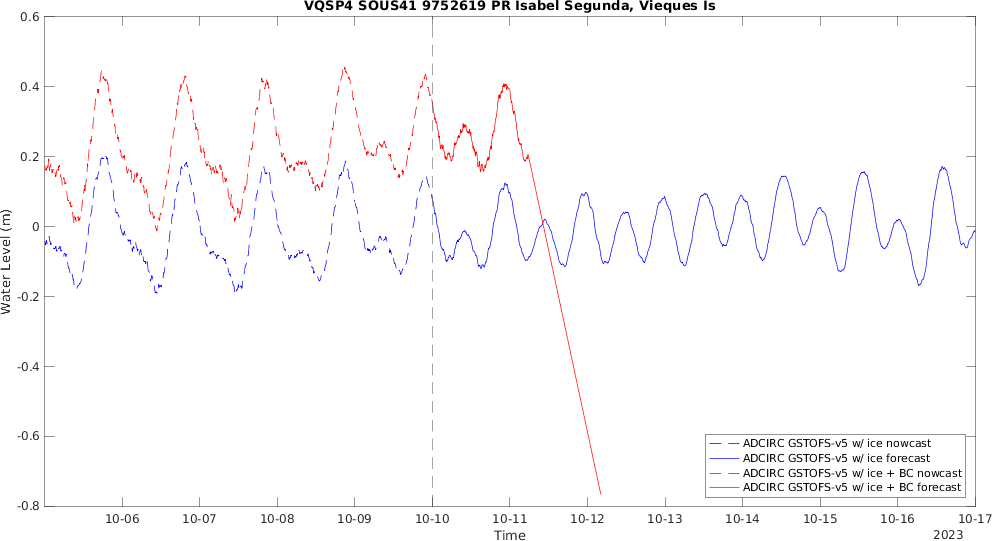 VQSP4 SOUS41 9752619 PR Isabel Segunda, Vieques Is
Water Level (m)
0.6
0.4
0.2
0
-0.2
-0.4
-0.6
-0.8
ADCIRC GSTOFS-v5 w/ ice nowcast
ADCIRC GSTOFS-v5 w/ ice forecast
ADCIRC GSTOFS-v5 w/ ice + BC nowcast
ADCIRC GSTOFS-v5 w/ ice + BC forecast
10-06 10-07 10-08 10-09 10-10 10-11 10-12 10-13 10-14 10-15 10-16 10-17
Time
2023